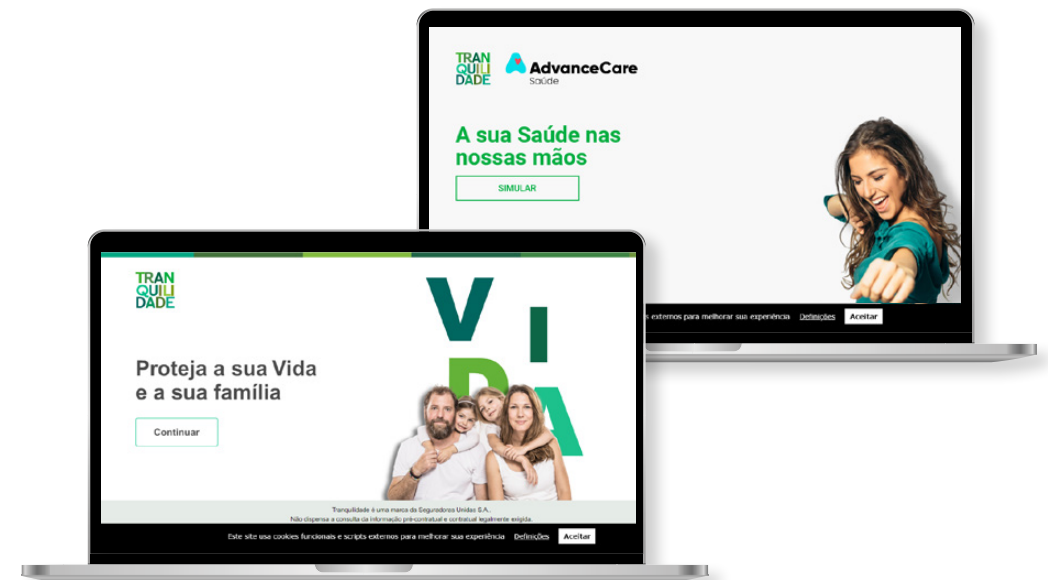 TRAN
QUILI
DADE
AdvanceCare
Saúde
A sua Saúde nas
nossas mãos
SIMULAR
s externos para melhorar sua experiência Definições Aceitar
TRAN
QUILI
DADE
VIDA
Proteja a sua Vida
e a sua família
Continuar
Tranquilidade é uma marca da Seguradoras Unidas S.A..
Não dispensa a consulta da informação pré-contratual e contratual legalmente exigida.
Este site usa cookies funcionais e scripts externos para melhorar sua experiência Definições Aceitar